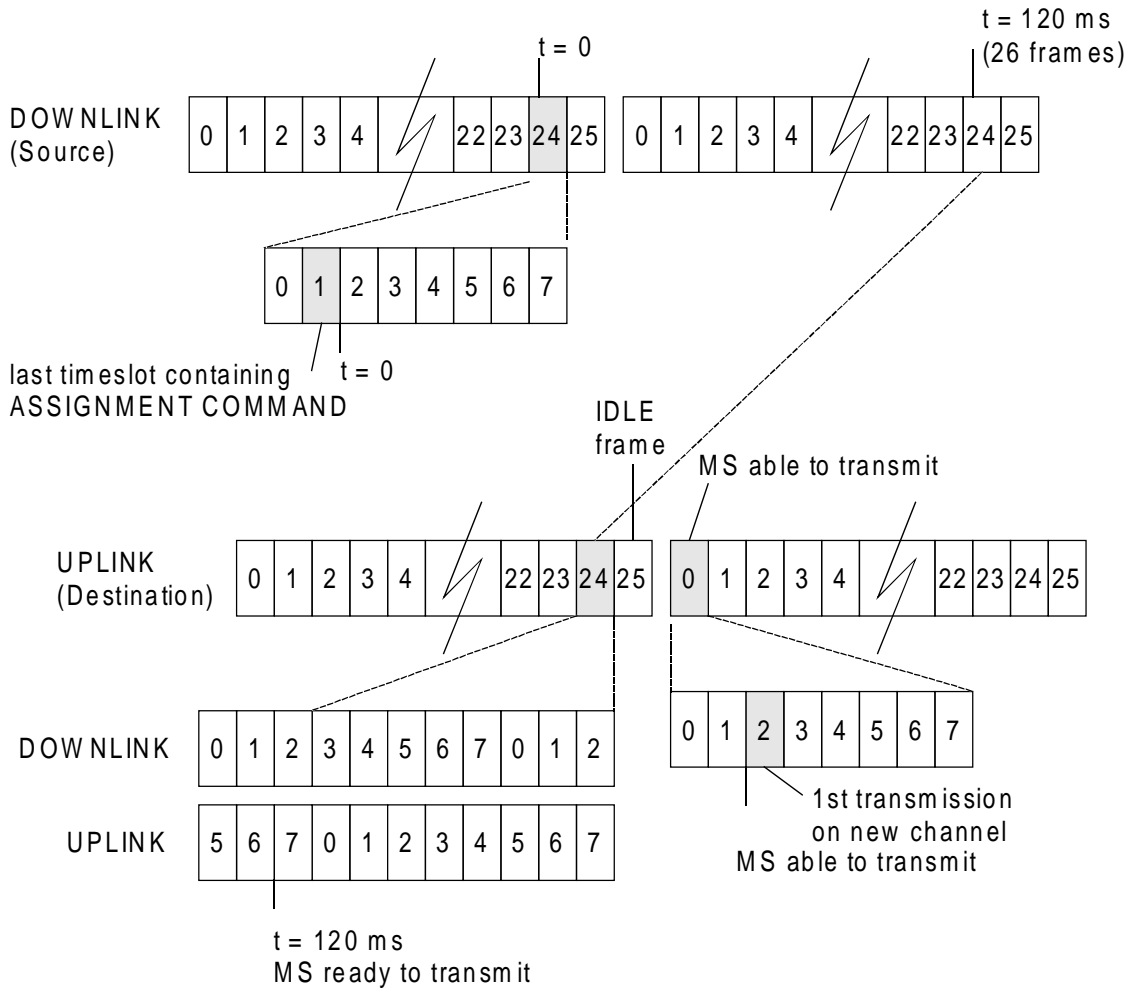 t = 120 ms
t = 0
(26 frames)
DOWNLINK
(Source)
0 1 2 3 4 22 23 24 25
0 1 2 3 4 22 23 24 25
0 1 2 3 4 5 6 7
last timeslot containing
ASSIGNMENT COMMAND
t = 0
IDLE
frame
MS able to transmit
UPLINK
(Destination)
0 1 2 3 4 22 23 24 25
0 1 2 3 4 22 23 24 25
DOWNLINK
0 1 2 3 4 5 6 7 0 1 2
0 1 2 3 4 5 6 7
1st transmission
on new channel
MS able to transmit
UPLINK
5 6 7 0 1 2 3 4 5 6 7
t = 120 ms
MS ready to transmit